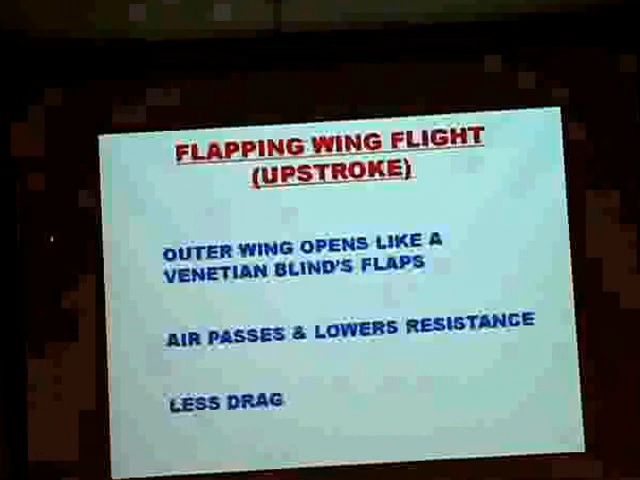 FLAPPING WING FLIGHT
(UPSTROKE)
OUTER WING OPENS LIKE A
VENETIAN BLIND'S FLAPS
AIR PASSES & LOWERS RESISTANCE
LESS DRAG